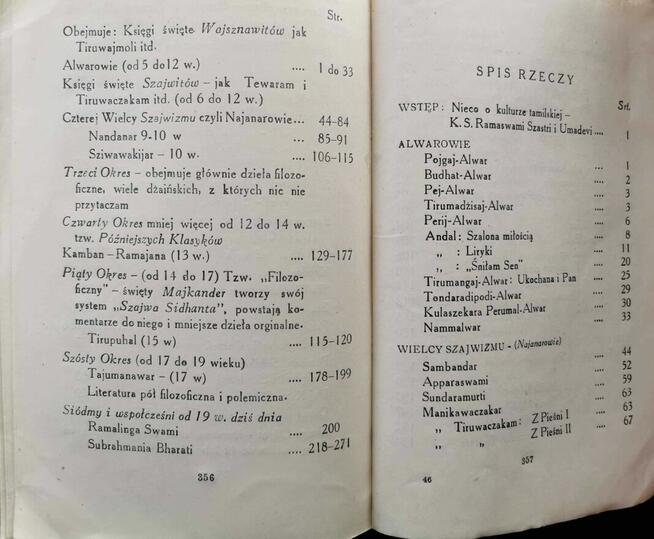 Str.
Obejmuje: Księgi święte Wajsznawitów jak
Tiruwajmoli itd.
Alwarowie (od 5 do 12 w.) .... 1 do 33
Księgi święte Szajwitów – jak Tewaram i
Tiruwaczakam itd. (od 6 do 12 w.)
Czterej Wielcy Szajwizmu czyli Najanarowie... 44-84
Nandanar 9-10 w .... 85-91
Sziwawakijar – 10 w. .... 106-115
Trzeci Okres – obejmuje głównie dzieła filozo-
ficzne, wiele dżaińskich, z których nic nie
przytaczam
Czwarty Okres mniej więcej od 12 do 14 w.
tzw. Późniejszych Klasyków
Kamban – Ramajana (13 w.) .... 129-177
Piąty Okres – (od 14 do 17) Tzw. „Filozo-
ficzny" – święty Majkander tworzy swój
system „Szajwa Sidhanta", powstają ko-
mentarze do niego i mniejsze dzieła orginalne.
Tirupuhal (15 w) .... 115-120
Szósty Okres (od 17 do 19 wieku)
Tajumanawar – (17 w) .... 178-199
Literatura pół filozoficzna i polemiczna.
Siódmy i wspołcześni od 19 w. dziś dnia
Ramalinga Swami .... 200
Subrahmania Bharati .... 218-271
356
SPIS RZECZY
Srt.
WSTĘP: Nieco o kulturze tamilskiej –
K. S. Ramaswami Szastri i Umadevi .... 1
ALWAROWIE
Pojgaj-Alwar .... 1
Budhat-Alwar .... 2
Pej-Alwar .... 3
Tirumadżisaj-Alwar .... 3
Perij-Alwar .... 6
Andal: Szalona miłością .... 8
„ : Liryki .... 11
„ : „Śniłam Sen" .... 20
Tirumangaj-Alwar: Ukochana i Pan .... 25
Tondaradipodi-Alwar .... 29
Kulaszekara Perumal-Alwar .... 30
Nammalwar .... 33
WIELCY SZAJWIZMU - (Najanarowie)
Sambandar .... 44
Apparaswami .... 52
Sundaramurti .... 59
Manikawaczakar .... 63
„ Tiruwaczakam: Z Pieśni I .... 63
„ „ Z Pieśni II .... 67
357
46